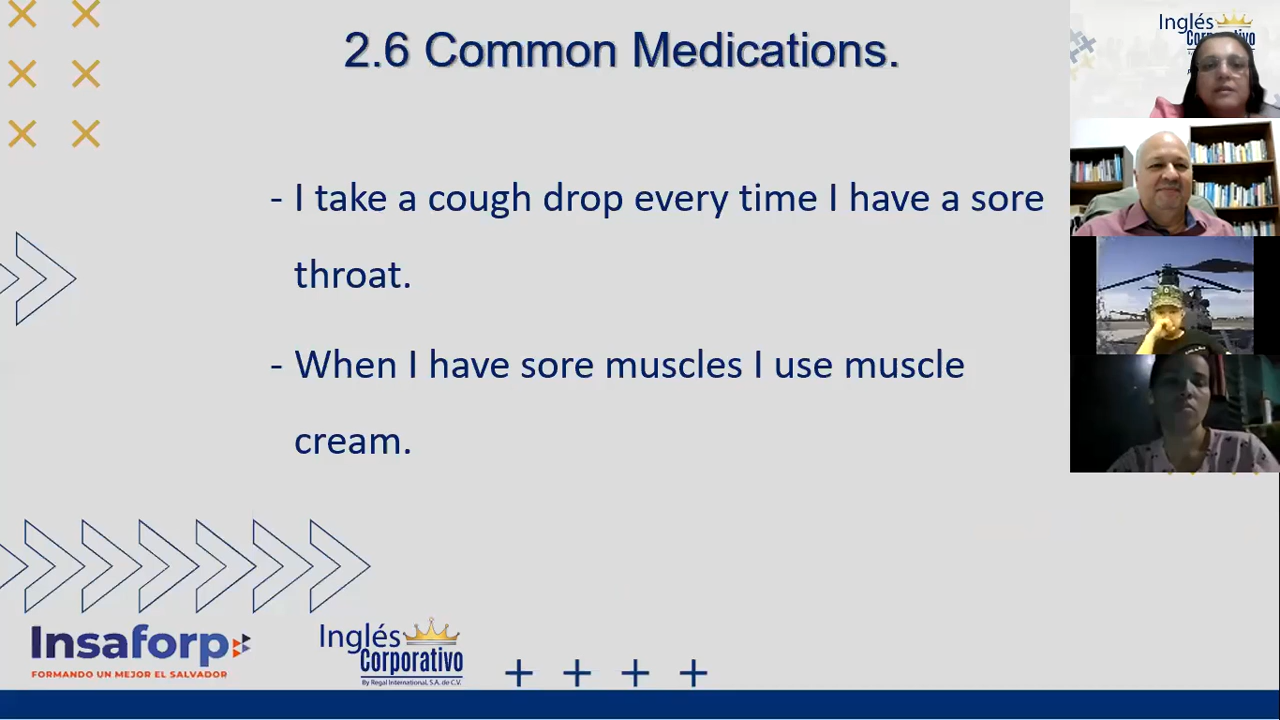 2.6 Common Medications.
- I take a cough drop every time I have a sore
throat.
- When I have sore muscles I use muscle
cream.
Insaforp
FORMANDO UN MEJOR EL SALVADOR
Inglés
Corporativo
By Regal International, S.A. de C.V.
Inglés
Corporativo